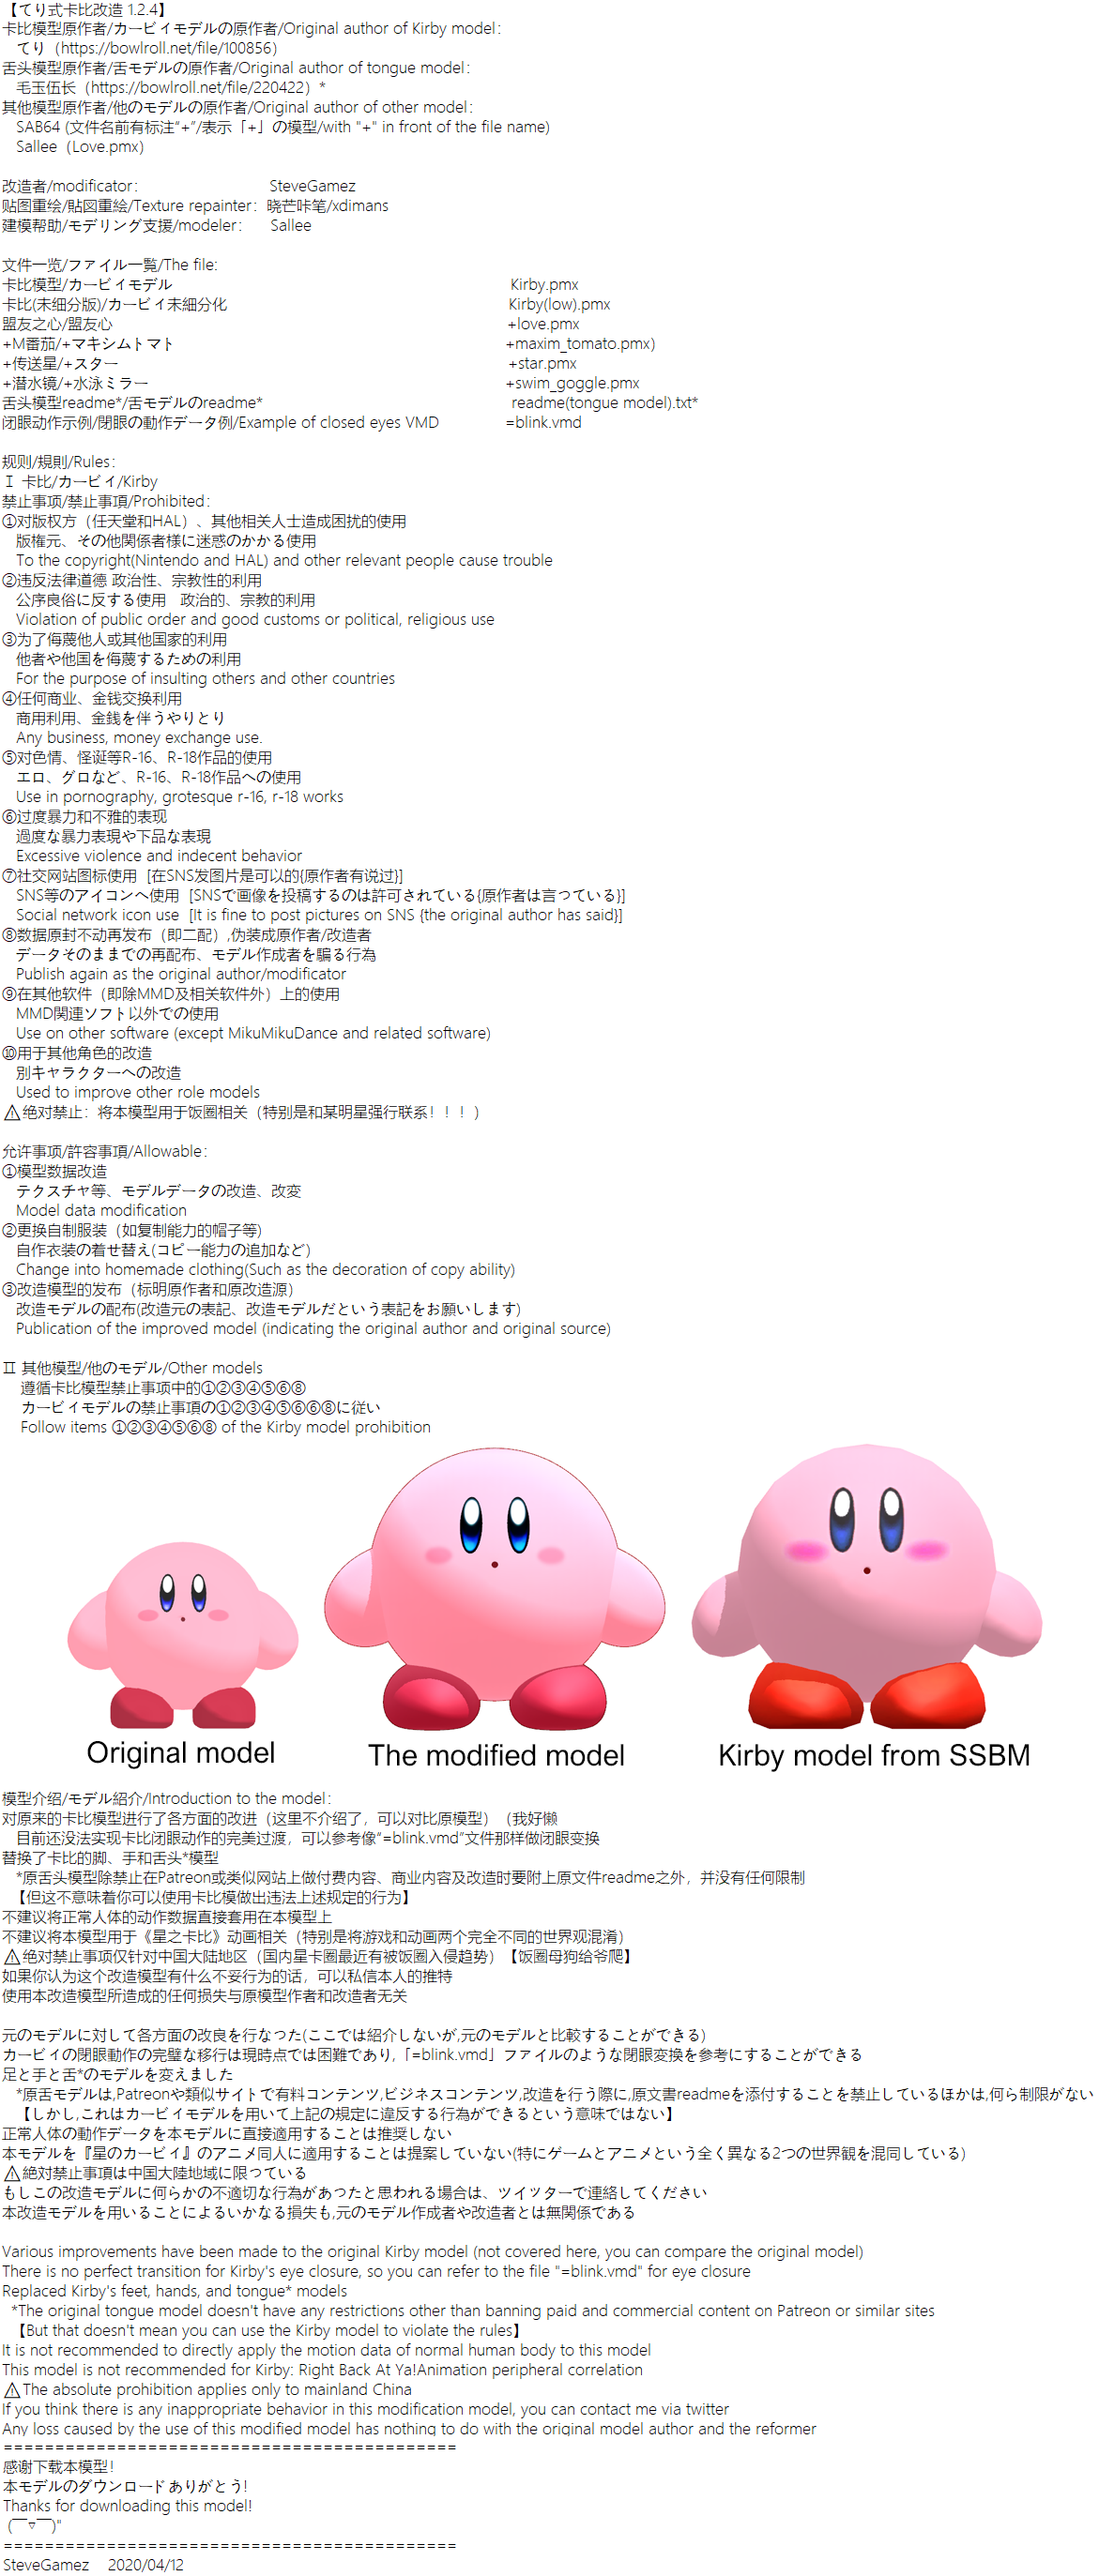 【てり式卡比改造 1.2.4】
卡比模型原作者/カービィモデルの原作者/Original author of Kirby model：
てり（https://bowlroll.net/file/100856）
舌头模型原作者/舌モデルの原作者/Original author of tongue model：
毛玉伍长（https://bowlroll.net/file/220422）*
其他模型原作者/他のモデルの原作者/Original author of other model：
SAB64 (文件名前有标注“+”/表示「+」の模型/with "+" in front of the file name)
Sallee（Love.pmx）
改造者/modificator： SteveGamez
贴图重绘/貼図重絵/Texture repainter： 晓芒咔笔/xdimans
建模帮助/モデリング支援/modeler： Sallee
文件一览/ファイル一覧/The file:
卡比模型/カービィモデル Kirby.pmx
卡比(未细分版)/カービィ未細分化 Kirby(low).pmx
盟友之心/盟友心 +love.pmx
+M番茄/+マキシムトマト +maxim_tomato.pmx）
+传送星/+スター +star.pmx
+潜水镜/+水泳ミラー +swim_goggle.pmx
舌头模型readme*/舌モデルのreadme* readme(tongue model).txt*
闭眼动作示例/閉眼の動作データ例/Example of closed eyes VMD =blink.vmd
规则/規則/Rules：
Ⅰ 卡比/カービィ/Kirby
禁止事项/禁止事項/Prohibited：
①对版权方（任天堂和HAL）、其他相关人士造成困扰的使用
版権元、その他関係者様に迷惑のかかる使用
To the copyright(Nintendo and HAL) and other relevant people cause trouble
②违反法律道德 政治性、宗教性的利用
公序良俗に反する使用　政治的、宗教的利用
Violation of public order and good customs or political, religious use
③为了侮蔑他人或其他国家的利用
他者や他国を侮蔑するための利用
For the purpose of insulting others and other countries
④任何商业、金钱交换利用
商用利用、金銭を伴うやりとり
Any business, money exchange use.
⑤对色情、怪诞等R-16、R-18作品的使用
エロ、グロなど、R-16、R-18作品への使用
Use in pornography, grotesque r-16, r-18 works
⑥过度暴力和不雅的表现
過度な暴力表現や下品な表現
Excessive violence and indecent behavior
⑦社交网站图标使用 [在SNS发图片是可以的{原作者有说过}]
SNS等のアイコンへ使用 [SNSで画像を投稿するのは許可されている{原作者は言つている}]
Social network icon use [It is fine to post pictures on SNS {the original author has said}]
⑧数据原封不动再发布（即二配）,伪装成原作者/改造者
データそのままでの再配布、モデル作成者を騙る行為
Publish again as the original author/modificator
⑨在其他软件（即除MMD及相关软件外）上的使用
MMD関連ソフト以外での使用
Use on other software (except MikuMikuDance and related software)
⑩用于其他角色的改造
別キャラクターへの改造
Used to improve other role models
⚠绝对禁止：将本模型用于饭圈相关（特别是和某明星强行联系！！！）
允许事项/許容事項/Allowable：
①模型数据改造
テクスチャ等、モデルデータの改造、改変
Model data modification
②更换自制服装（如复制能力的帽子等)
自作衣装の着せ替え(コピー能力の追加など)
Change into homemade clothing(Such as the decoration of copy ability)
③改造模型的发布（标明原作者和原改造源）
改造モデルの配布(改造元の表記、改造モデルだという表記をお願いします)
Publication of the improved model (indicating the original author and original source)
Ⅱ 其他模型/他のモデル/Other models
遵循卡比模型禁止事项中的①②③④⑤⑥⑧
カービィモデルの禁止事項の①②③④⑤⑥⑥⑧に従い
Follow items ①②③④⑤⑥⑧ of the Kirby model prohibition
Original model
The modified model
Kirby model from SSBM
模型介绍/モデル紹介/Introduction to the model：
对原来的卡比模型进行了各方面的改进（这里不介绍了，可以对比原模型）（我好懒
目前还没法实现卡比闭眼动作的完美过渡，可以参考像“=blink.vmd”文件那样做闭眼变换
替换了卡比的脚、手和舌头*模型
*原舌头模型除禁止在Patreon或类似网站上做付费内容、商业内容及改造时要附上原文件readme之外，并没有任何限制
【但这不意味着你可以使用卡比模做出违法上述规定的行为】
不建议将正常人体的动作数据直接套用在本模型上
不建议将本模型用于《星之卡比》动画相关（特别是将游戏和动画两个完全不同的世界观混淆）
⚠绝对禁止事项仅针对中国大陆地区（国内星卡圈最近有被饭圈入侵趋势）【饭圈母狗给爷爬】
如果你认为这个改造模型有什么不妥行为的话，可以私信本人的推特
使用本改造模型所造成的任何损失与原模型作者和改造者无关
元のモデルに対して各方面の改良を行なつた(ここでは紹介しないが,元のモデルと比較することができる)
カービィの閉眼動作の完璧な移行は現時点では困難であり,「=blink.vmd」ファイルのような閉眼変換を参考にすることができる
足と手と舌*のモデルを変えました
*原舌モデルは,Patreonや類似サイトで有料コンテンツ,ビジネスコンテンツ,改造を行う際に,原文書readmeを添付することを禁止しているほかは,何ら制限がない
【しかし,これはカービィモデルを用いて上記の規定に違反する行為ができるという意味ではない】
正常人体の動作データを本モデルに直接適用することは推奨しない
本モデルを『星のカービィ』のアニメ同人に適用することは提案していない(特にゲームとアニメという全く異なる2つの世界観を混同している)
⚠絶対禁止事項は中国大陸地域に限っている
もしこの改造モデルに何らかの不適切な行為があつたと思われる場合は、ツイツターで連絡してください
本改造モデルを用いることによるいかなる損失も,元のモデル作成者や改造者とは無関係である
Various improvements have been made to the original Kirby model (not covered here, you can compare the original model)
There is no perfect transition for Kirby's eye closure, so you can refer to the file "=blink.vmd" for eye closure
Replaced Kirby's feet, hands, and tongue* models
*The original tongue model doesn't have any restrictions other than banning paid and commercial content on Patreon or similar sites
【But that doesn't mean you can use the Kirby model to violate the rules】
It is not recommended to directly apply the motion data of normal human body to this model
This model is not recommended for Kirby: Right Back At Ya!Animation peripheral correlation
⚠The absolute prohibition applies only to mainland China
If you think there is any inappropriate behavior in this modification model, you can contact me via twitter
Any loss caused by the use of this modified model has nothing to do with the original model author and the reformer
============================================
感谢下载本模型！
本モデルのダウンロードありがとう!
Thanks for downloading this model!
(￣▽￣)"
============================================
SteveGamez 2020/04/12